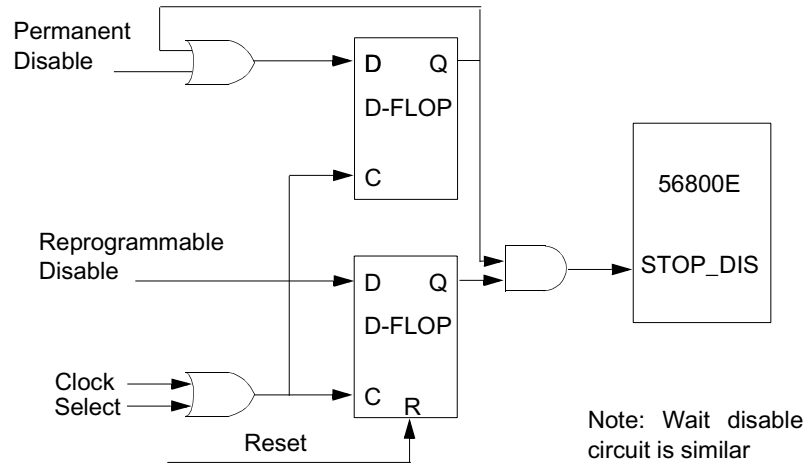 Permanent
Disable
D Q
D-FLOP
C
56800E
STOP_DIS
Reprogrammable
Disable
D Q
D-FLOP
C
R
Clock
Select
Reset
Note: Wait disable
circuit is similar